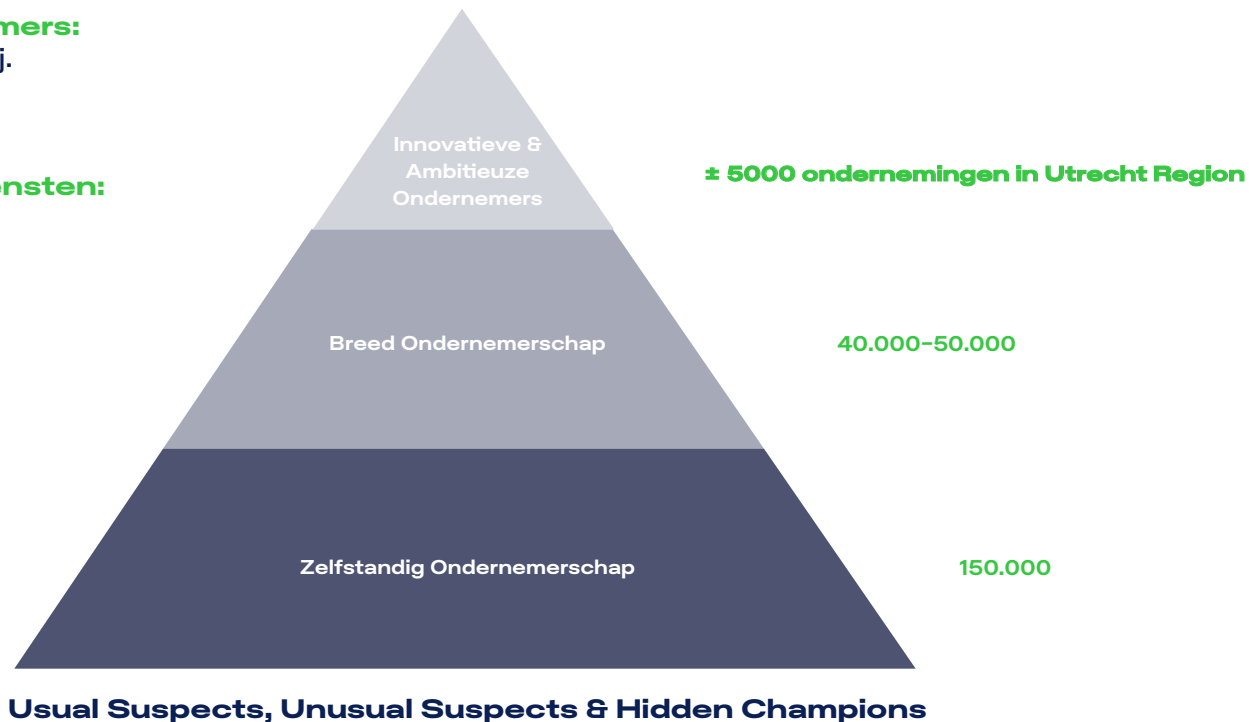 mers:
j.
ensten:
Innovatieve &
Ambitieuze
Ondernemers
± 5000 ondernemingen in Utrecht Region
Breed Ondernemerschap
40.000-50.000
Zelfstandig Ondernemerschap
150.000
Usual Suspects, Unusual Suspects & Hidden Champions